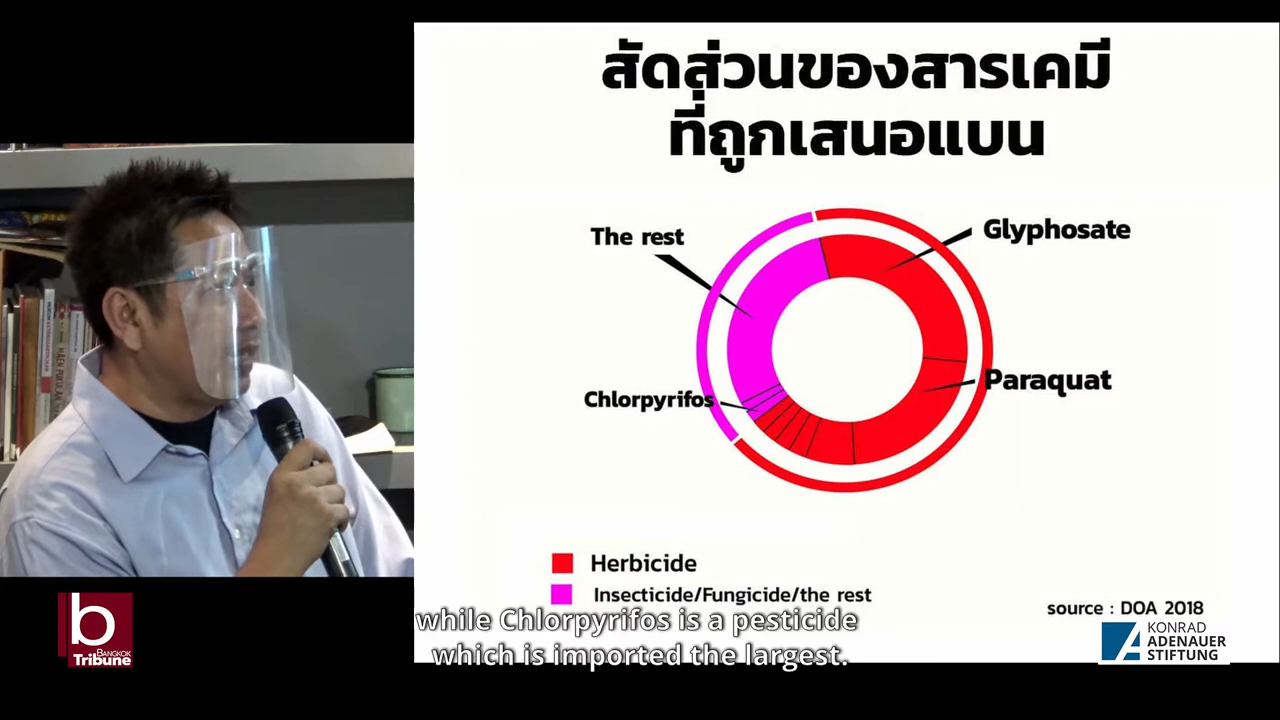 สัดส่วนของสารเคมี
ที่ถูกเสนอแบน
The rest
Glyphosate
Chlorpyrifos
Paraquat
Herbicide
Insecticide/Fungicide/the rest
source : DOA 2018
while Chlorpyrifos is a pesticide
which is imported the largest.
b
BANGKOK
Tribune
KONRAD
ADENAUER
STIFTUNG